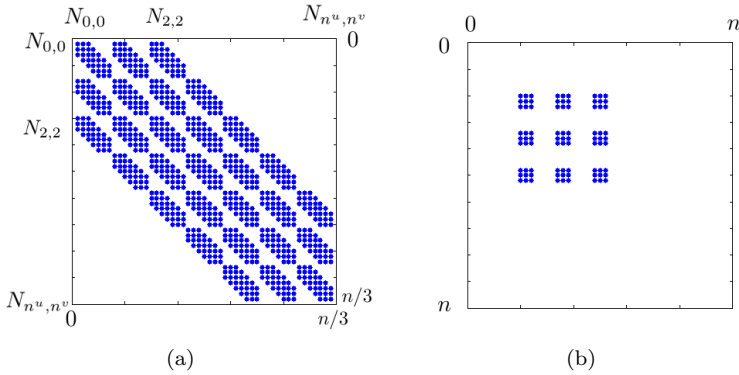 N_{0,0} N_{2,2} N_{n^u,n^v}
N_{0,0} 0
N_{2,2}
N_{n^u,n^v} n/3
0 n/3
(a)
0 n
0
n
(b)